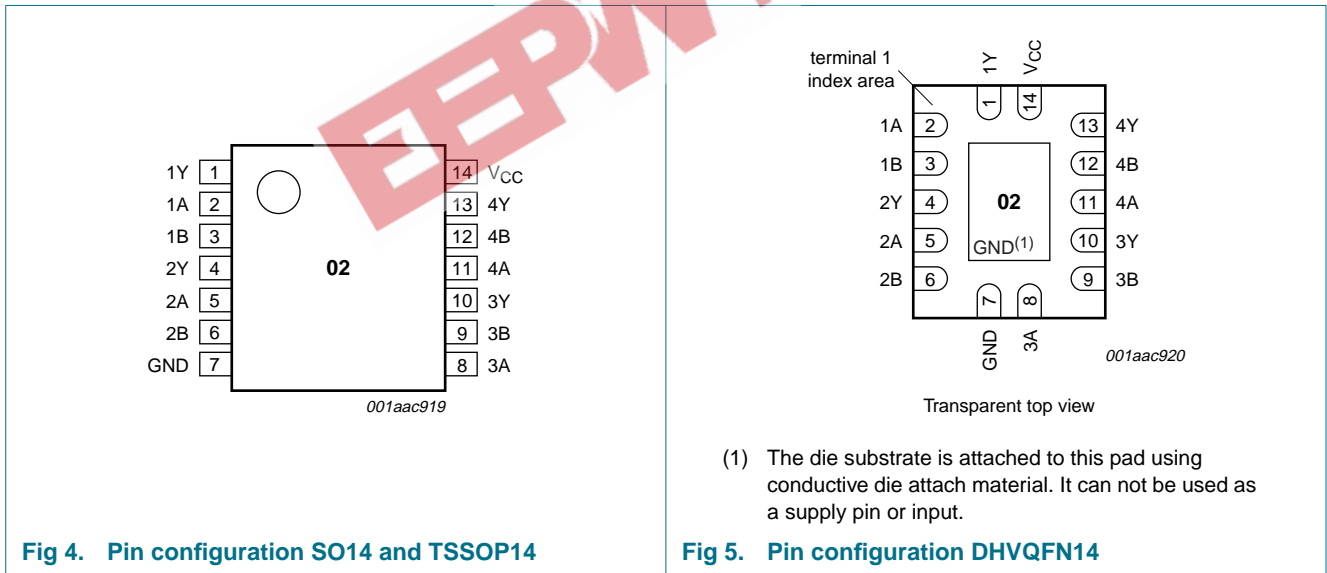 EEPW
1Y 1
1A 2
1B 3
2Y 4
2A 5
2B 6
GND 7
02
14 VCC
13 4Y
12 4B
11 4A
10 3Y
9 3B
8 3A
001aac919
Fig 4. Pin configuration SO14 and TSSOP14
terminal 1
index area
1Y
VCC
1
14
1A 2
1B 3
2Y 4
2A 5
2B 6
02
GND(1)
13 4Y
12 4B
11 4A
10 3Y
9 3B
7
8
GND
3A
001aac920
Transparent top view
(1) The die substrate is attached to this pad using
conductive die attach material. It can not be used as
a supply pin or input.
Fig 5. Pin configuration DHVQFN14